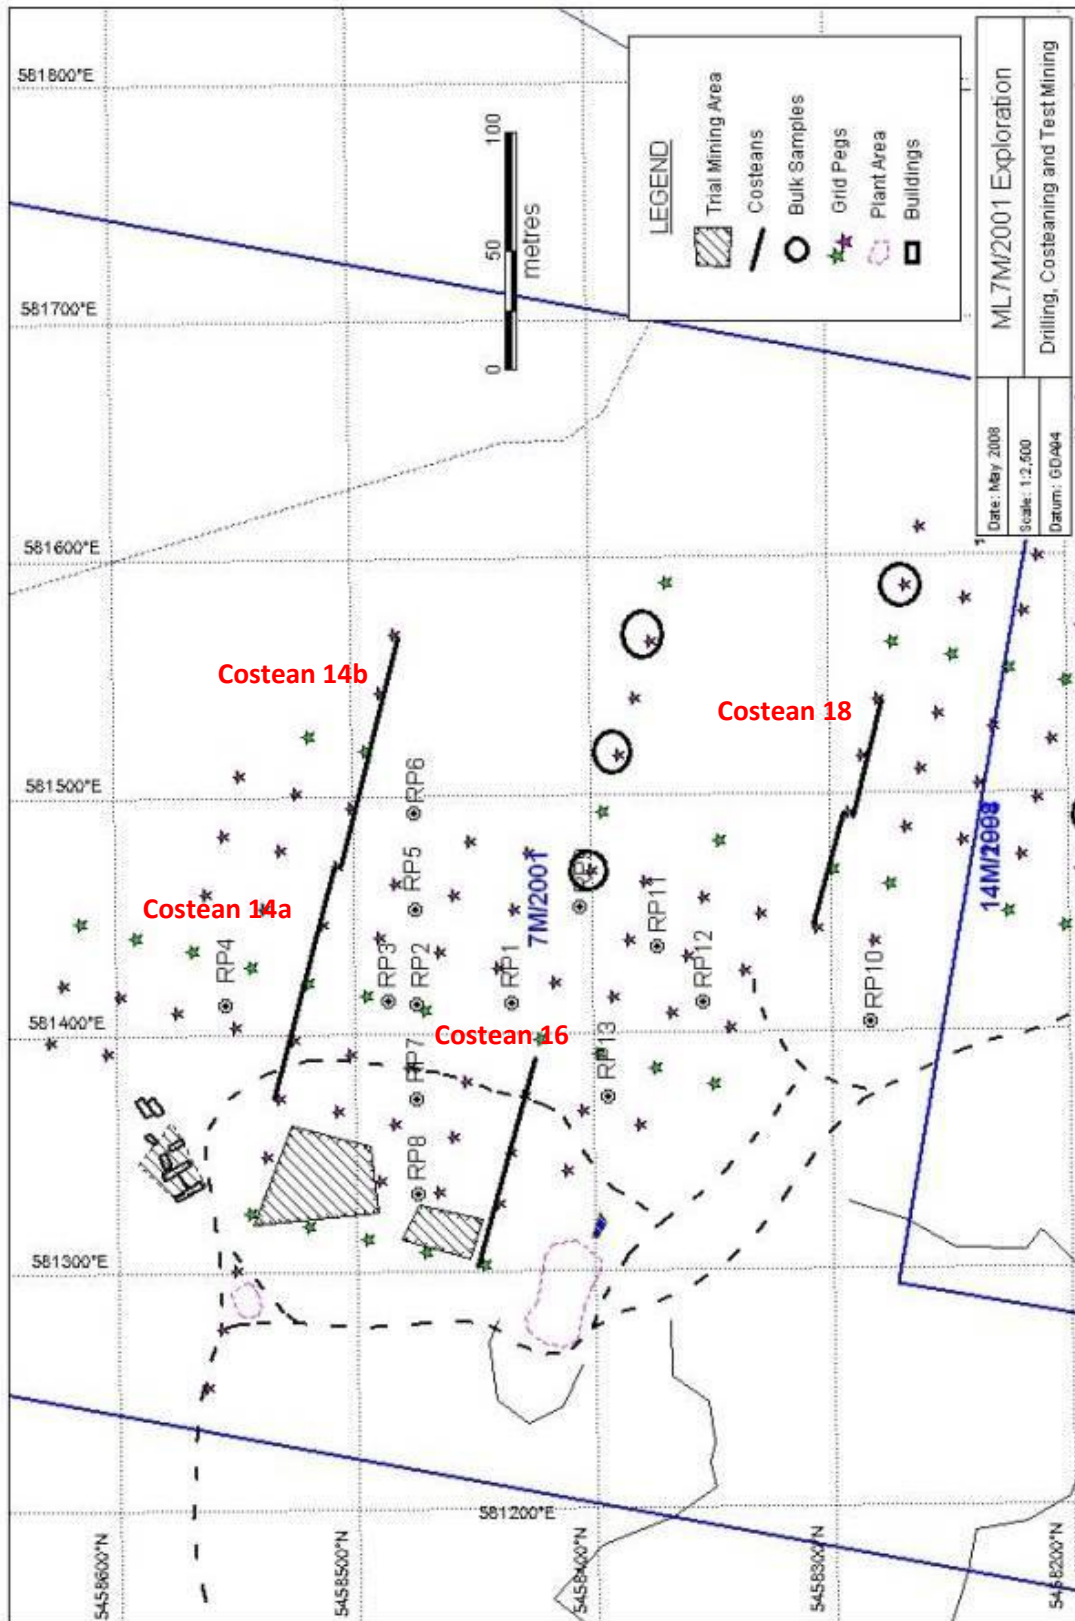 581800°E
581700°E
581600°E
581500°E
581400°E
581300°E
581200°E
5458600°N
5458500°N
5458400°N
5458300°N
5458200°N
0 50 100
metres
LEGEND
Trial Mining Area
Costeans
Bulk Samples
Grid Pegs
Plant Area
Buildings
ML7M/2001 Exploration
Drilling, Costeaning and Test Mining
Date: May 2008
Scale: 1:2,500
Datum: GDA94
Costean 14b
Costean 18
Costean 14a
Costean 16
RP6
RP5
RP4
RP3
RP2
RP1
7M/2001
RP9
RP11
RP12
RP10
RP7
RP13
RP8
14M/2008